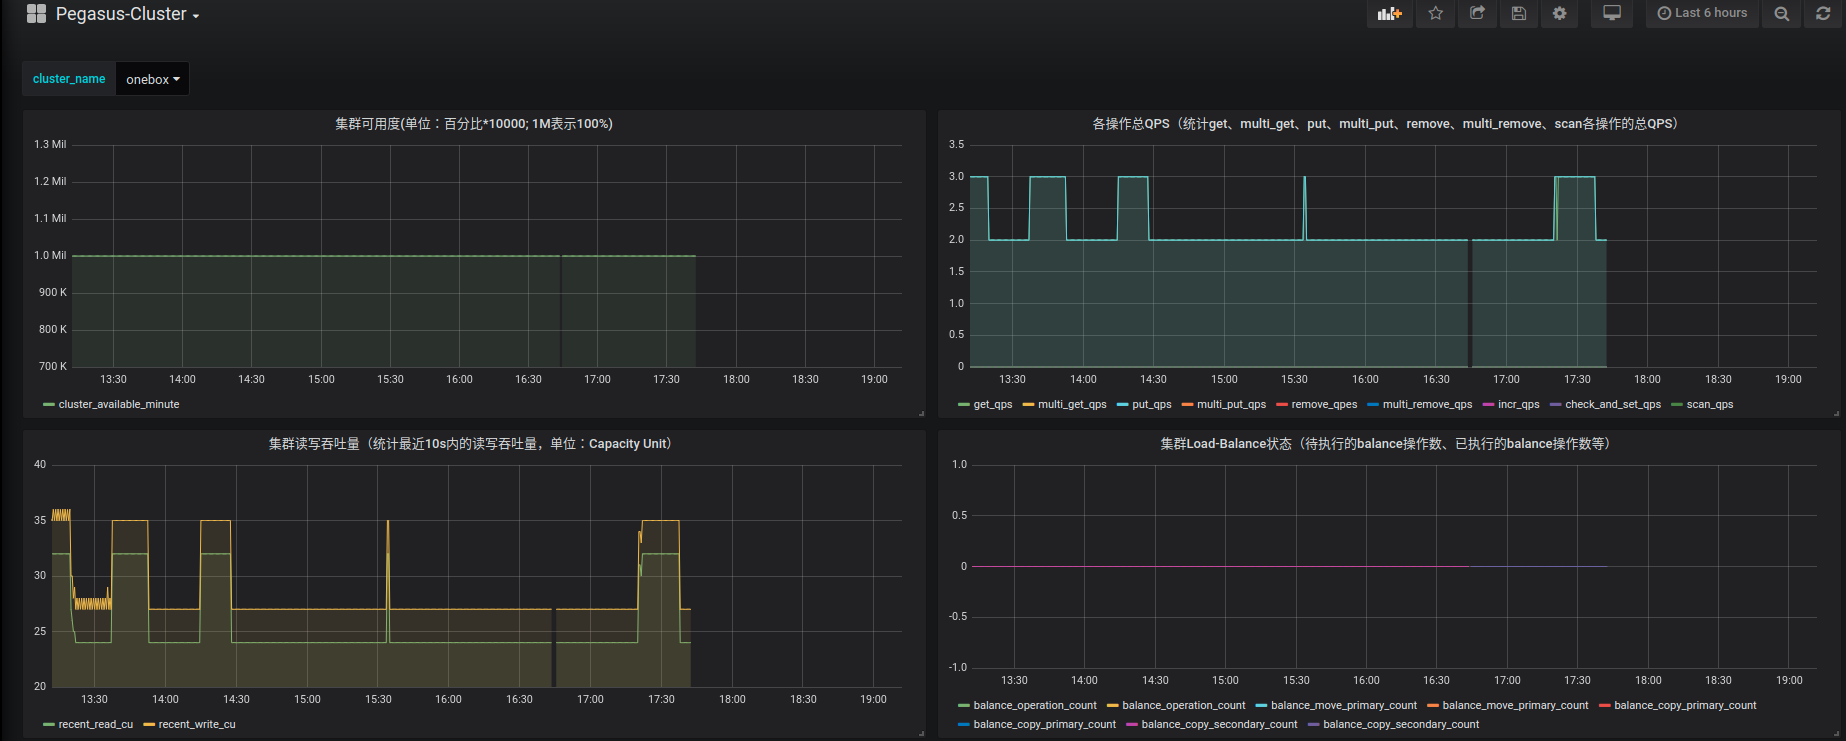 Pegasus-Cluster
Last 6 hours
cluster_name onebox
集群可用度(单位：百分比*10000; 1M表示100%)
1.3 Mil
1.2 Mil
1.1 Mil
1.0 Mil
900 K
800 K
700 K
13:30 14:00 14:30 15:00 15:30 16:00 16:30 17:00 17:30 18:00 18:30 19:00
cluster_available_minute
各操作总QPS（统计get、multi_get、put、multi_put、remove、multi_remove、scan各操作的总QPS）
3.5
3.0
2.5
2.0
1.5
1.0
0.5
0
13:30 14:00 14:30 15:00 15:30 16:00 16:30 17:00 17:30 18:00 18:30 19:00
get_qps multi_get_qps put_qps multi_put_qps remove_qpes multi_remove_qps incr_qps check_and_set_qps scan_qps
集群读写吞吐量（统计最近10s内的读写吞吐量，单位：Capacity Unit）
40
35
30
25
20
13:30 14:00 14:30 15:00 15:30 16:00 16:30 17:00 17:30 18:00 18:30 19:00
recent_read_cu recent_write_cu
集群Load-Balance状态（待执行的balance操作数、已执行的balance操作数等）
1.0
0.5
0
-0.5
-1.0
13:30 14:00 14:30 15:00 15:30 16:00 16:30 17:00 17:30 18:00 18:30 19:00
balance_operation_count balance_operation_count balance_move_primary_count balance_move_primary_count balance_copy_primary_count
balance_copy_primary_count balance_copy_secondary_count balance_copy_secondary_count